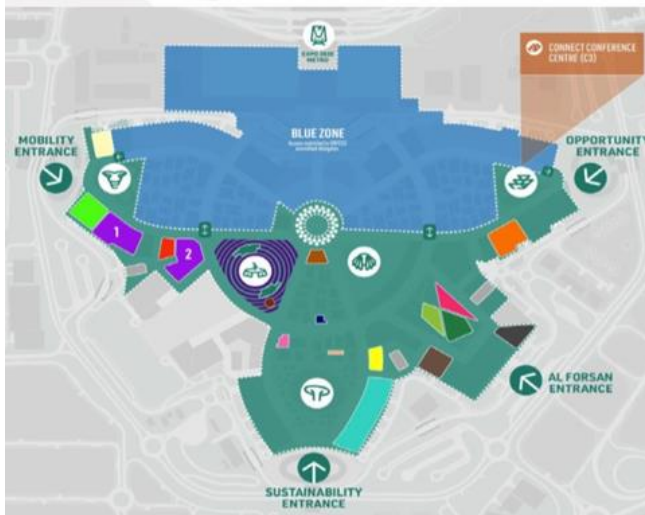 EXPO 2020
METRO
CONNECT CONFERENCE
CENTRE (C3)
BLUE ZONE
MOBILITY
ENTRANCE
OPPORTUNITY
ENTRANCE
1
2
AL FORSAN
ENTRANCE
SUSTAINABILITY
ENTRANCE